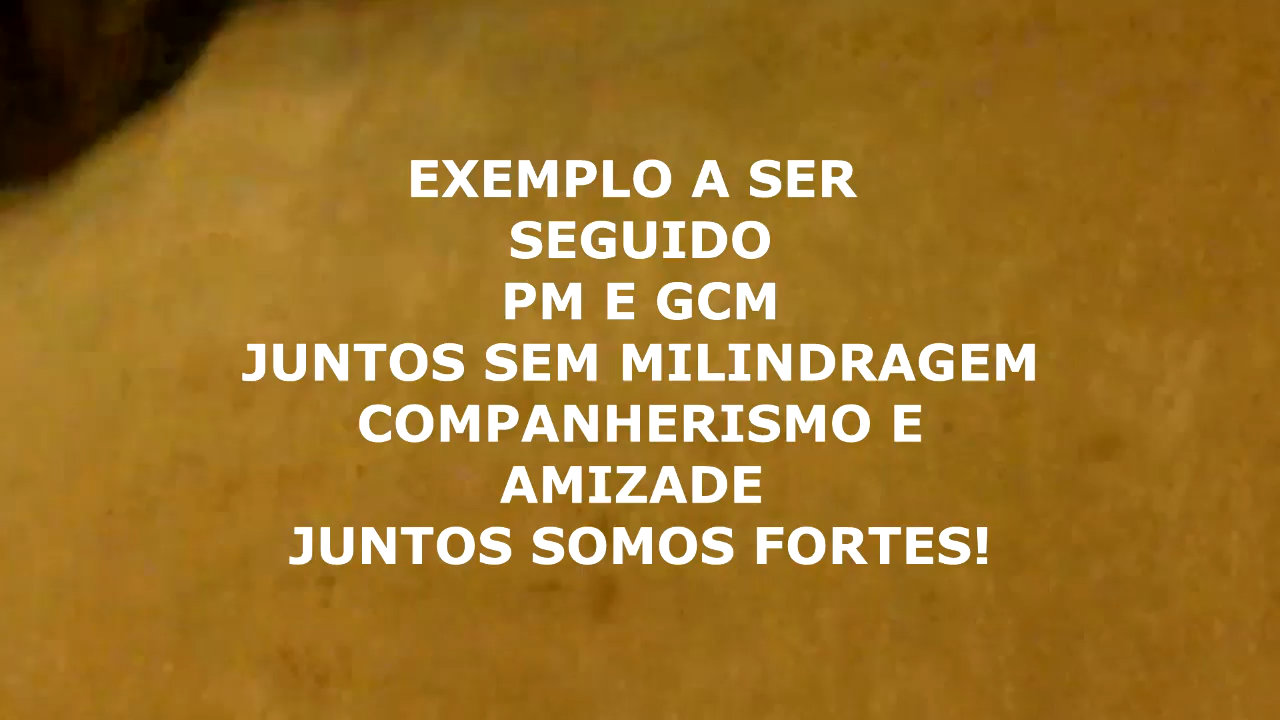 EXEMPLO A SER
SEGUIDO
PM E GCM
JUNTOS SEM MILINDRAGEM
COMPANHERISMO E
AMIZADE
JUNTOS SOMOS FORTES!